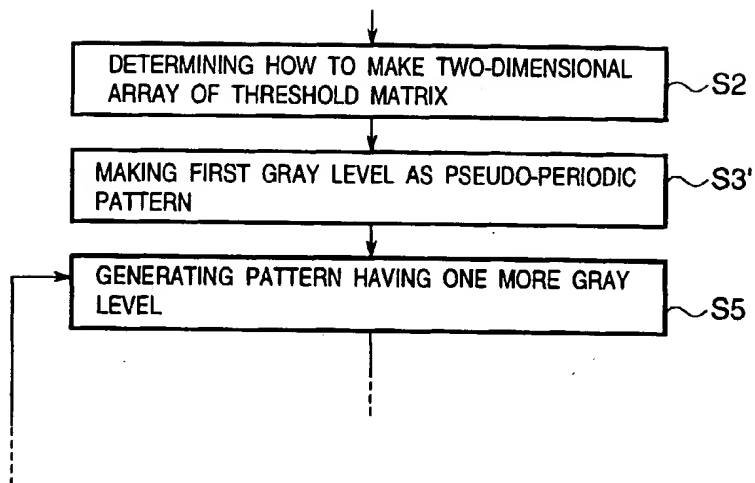 DETERMINING HOW TO MAKE TWO-DIMENSIONAL
ARRAY OF THRESHOLD MATRIX
S2
MAKING FIRST GRAY LEVEL AS PSEUDO-PERIODIC
PATTERN
S3'
GENERATING PATTERN HAVING ONE MORE GRAY
LEVEL
S5